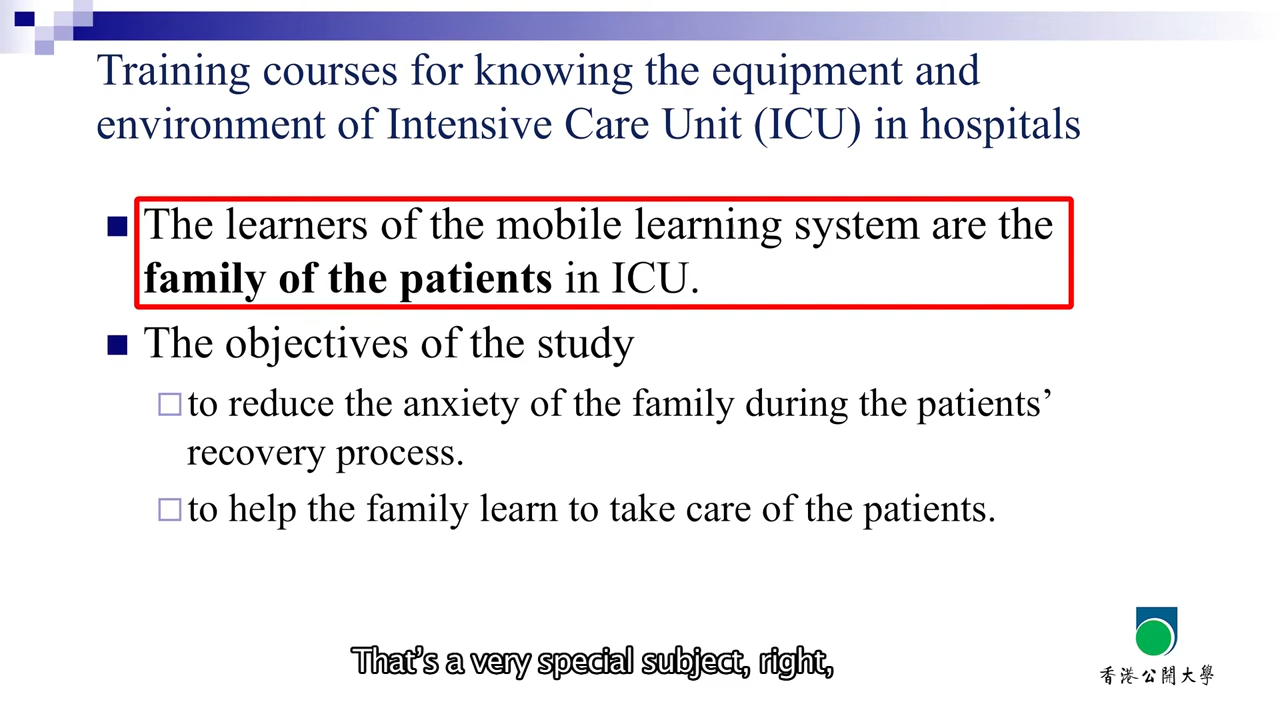 Training courses for knowing the equipment and
environment of Intensive Care Unit (ICU) in hospitals
The learners of the mobile learning system are the
family of the patients in ICU.
The objectives of the study
to reduce the anxiety of the family during the patients’
recovery process.
to help the family learn to take care of the patients.
That’s a very special subject, right,
香港公開大學